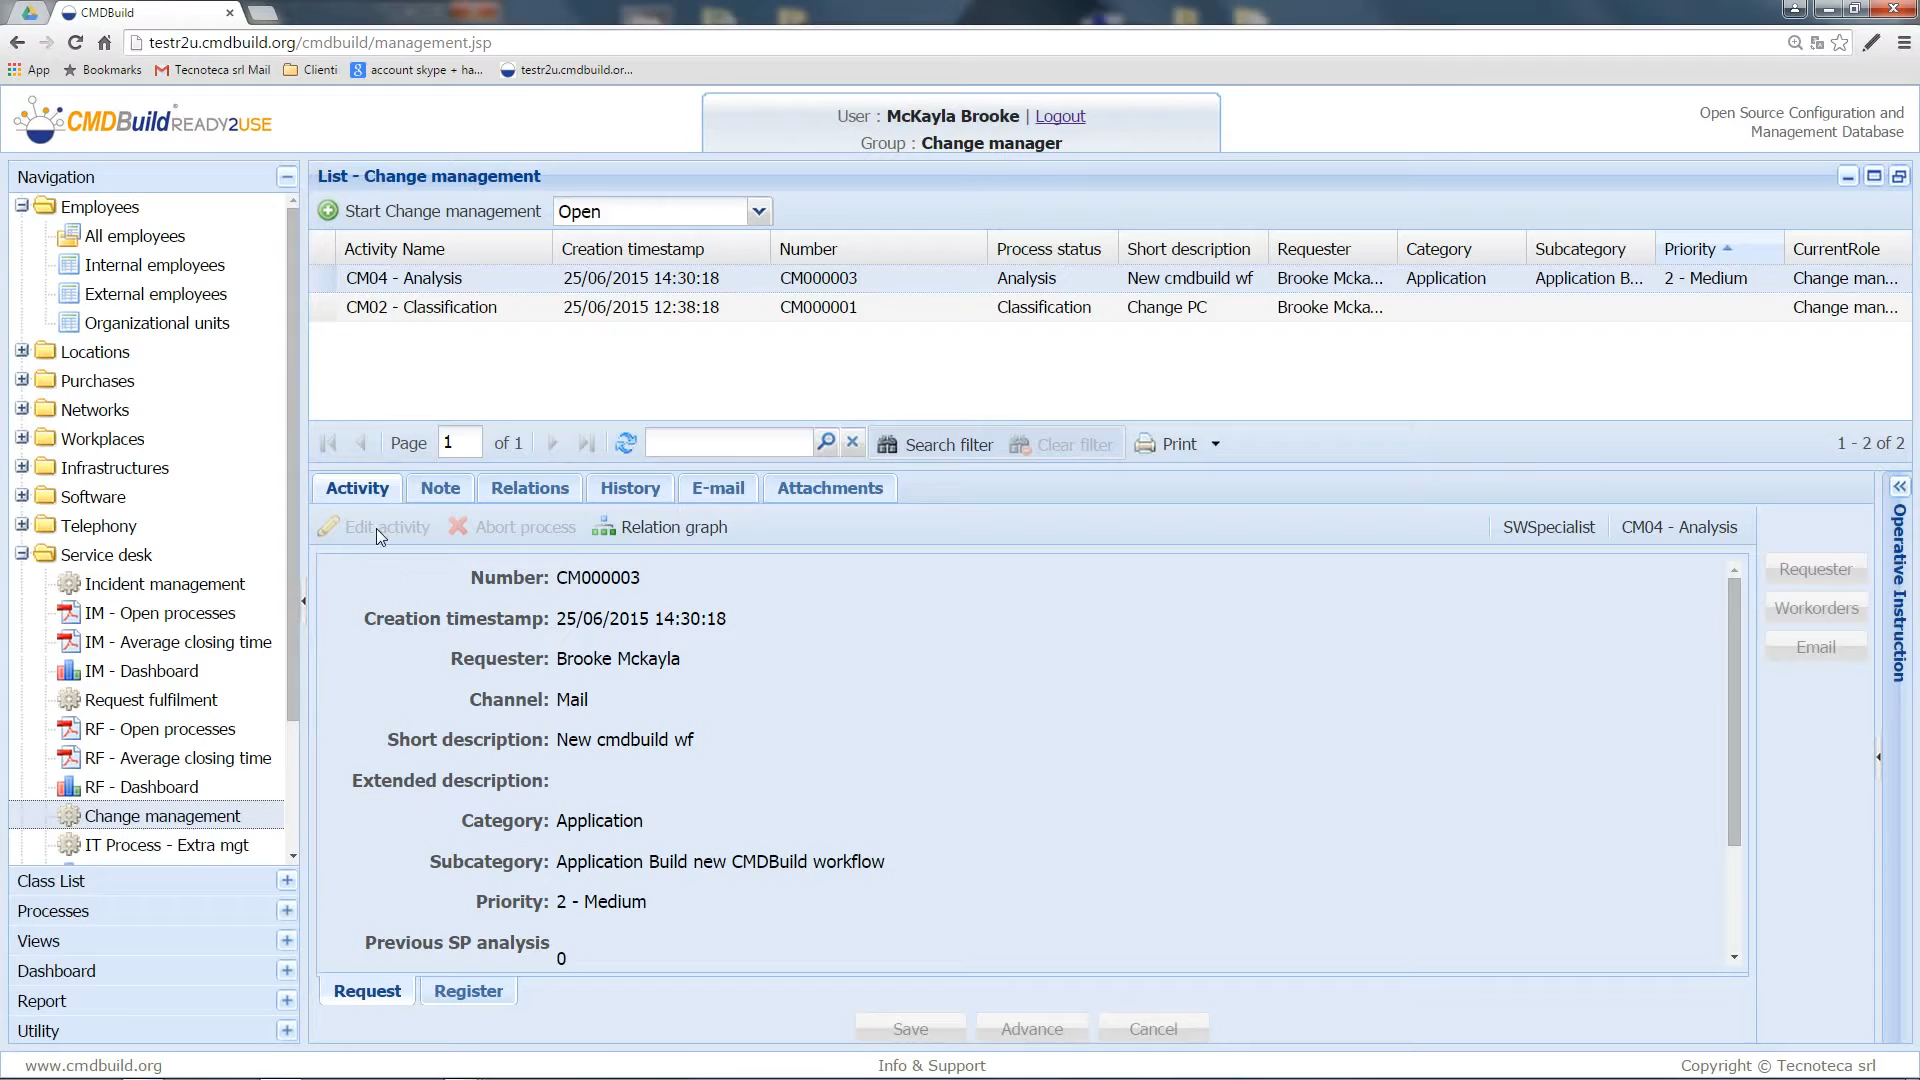 CMDBuild
testr2u.cmdbuild.org/cmdbuild/management.jsp
App
Bookmarks
Tecnoteca srl Mail
Clienti
account skype + ha...
testr2u.cmdbuild.or...
CMDBuild READY2USE
User : McKayla Brooke | Logout
Group : Change manager
Open Source Configuration and
Management Database
Navigation
Employees
All employees
Internal employees
External employees
Organizational units
Locations
Purchases
Networks
Workplaces
Infrastructures
Software
Telephony
Service desk
Incident management
IM - Open processes
IM - Average closing time
IM - Dashboard
Request fulfilment
RF - Open processes
RF - Average closing time
RF - Dashboard
Change management
IT Process - Extra mgt
Class List
Processes
Views
Dashboard
Report
Utility
List - Change management
Start Change management
Open
Activity Name Creation timestamp Number Process status Short description Requester Category Subcategory Priority CurrentRole
CM04 - Analysis 25/06/2015 14:30:18 CM000003 Analysis New cmdbuild wf Brooke Mcka... Application Application B... 2 - Medium Change man...
CM02 - Classification 25/06/2015 12:38:18 CM000001 Classification Change PC Brooke Mcka... Change man...
Page 1 of 1 Search filter Clear filter Print 1 - 2 of 2
Activity Note Relations History E-mail Attachments
Edit activity Abort process Relation graph SWSpecialist CM04 - Analysis
Number: CM000003
Creation timestamp: 25/06/2015 14:30:18
Requester: Brooke Mckayla
Channel: Mail
Short description: New cmdbuild wf
Extended description:
Category: Application
Subcategory: Application Build new CMDBuild workflow
Priority: 2 - Medium
Previous SP analysis
0
Requester
Workorders
Email
Operative Instruction
Request Register
Save Advance Cancel
www.cmdbuild.org
Info & Support
Copyright © Tecnoteca srl